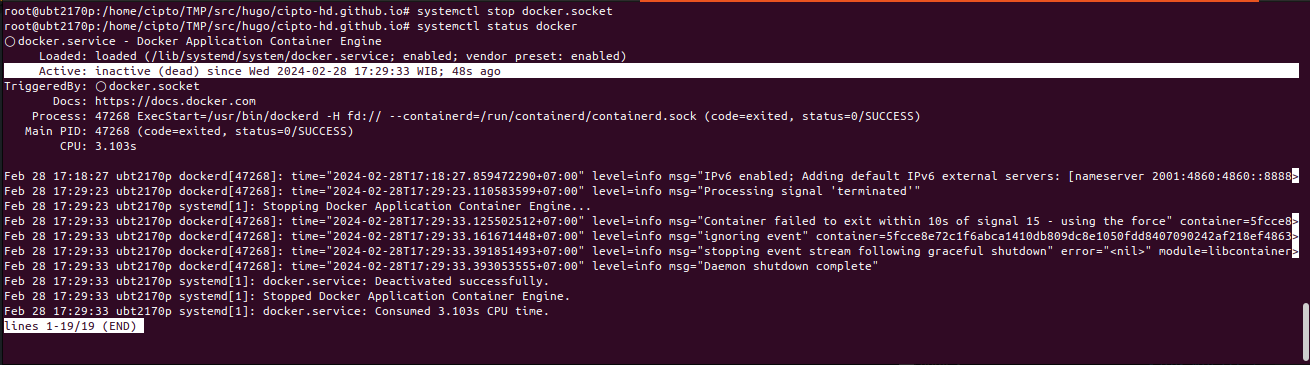 root@ubt2170p:/home/cipto/TMP/src/hugo/cipto-hd.github.io# systemctl stop docker.socket
root@ubt2170p:/home/cipto/TMP/src/hugo/cipto-hd.github.io# systemctl status docker
○ docker.service - Docker Application Container Engine
     Loaded: loaded (/lib/systemd/system/docker.service; enabled; vendor preset: enabled)
     Active: inactive (dead) since Wed 2024-02-28 17:29:33 WIB; 48s ago
TriggeredBy: ○ docker.socket
       Docs: https://docs.docker.com
    Process: 47268 ExecStart=/usr/bin/dockerd -H fd:// --containerd=/run/containerd/containerd.sock (code=exited, status=0/SUCCESS)
   Main PID: 47268 (code=exited, status=0/SUCCESS)
        CPU: 3.103s
Feb 28 17:18:27 ubt2170p dockerd[47268]: time="2024-02-28T17:18:27.859472290+07:00" level=info msg="IPv6 enabled; Adding default IPv6 external servers: [nameserver 2001:4860:4860::8888>
Feb 28 17:29:23 ubt2170p dockerd[47268]: time="2024-02-28T17:29:23.110583599+07:00" level=info msg="Processing signal 'terminated'"
Feb 28 17:29:23 ubt2170p systemd[1]: Stopping Docker Application Container Engine...
Feb 28 17:29:33 ubt2170p dockerd[47268]: time="2024-02-28T17:29:33.125502512+07:00" level=info msg="Container failed to exit within 10s of signal 15 - using the force" container=5fcce8>
Feb 28 17:29:33 ubt2170p dockerd[47268]: time="2024-02-28T17:29:33.161671448+07:00" level=info msg="ignoring event" container=5fcce8e72c1f6abca1410db809dc8e1050fdd8407090242af218ef4863>
Feb 28 17:29:33 ubt2170p dockerd[47268]: time="2024-02-28T17:29:33.391851493+07:00" level=info msg="stopping event stream following graceful shutdown" error="<nil>" module=libcontainer>
Feb 28 17:29:33 ubt2170p dockerd[47268]: time="2024-02-28T17:29:33.393053555+07:00" level=info msg="Daemon shutdown complete"
Feb 28 17:29:33 ubt2170p systemd[1]: docker.service: Deactivated successfully.
Feb 28 17:29:33 ubt2170p systemd[1]: Stopped Docker Application Container Engine.
Feb 28 17:29:33 ubt2170p systemd[1]: docker.service: Consumed 3.103s CPU time.
lines 1-19/19 (END)